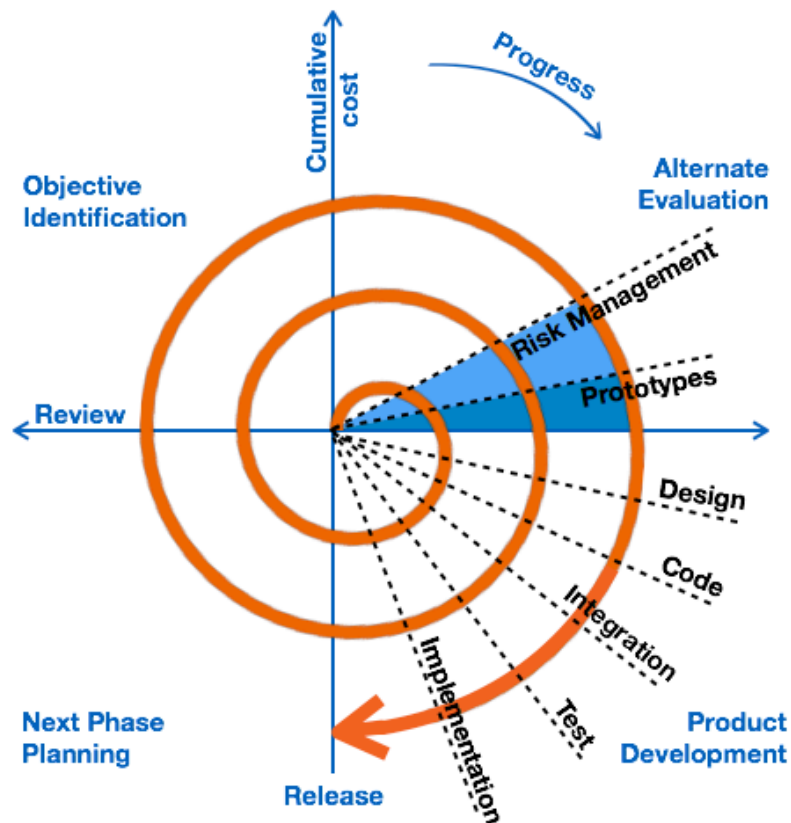 Cumulative
cost
Progress
Objective
Identification
Alternate
Evaluation
Risk Management
Prototypes
Review
Design
Code
Integration
Test
Implementation
Next Phase
Planning
Product
Development
Release